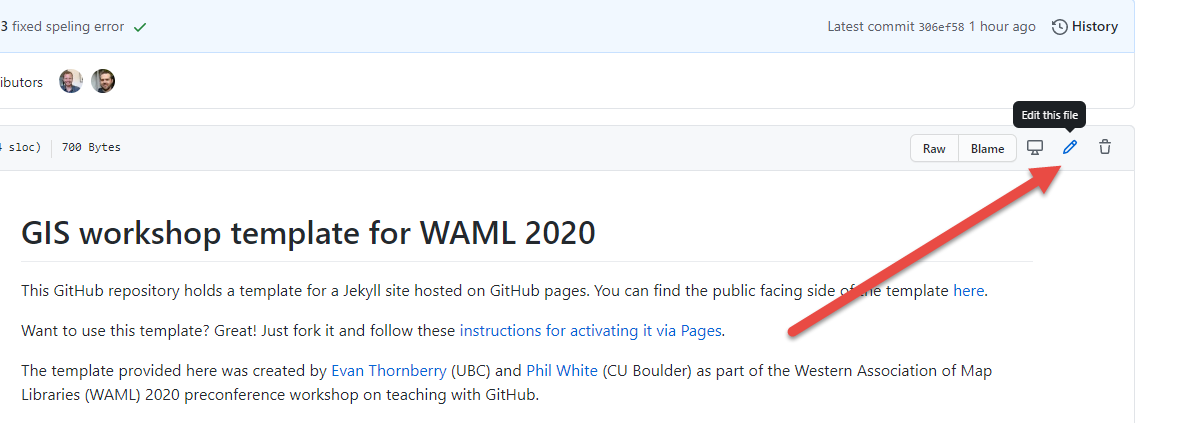 3 fixed speling error
Latest commit 306ef58 1 hour ago History
ibutors
Edit this file
sloc) 700 Bytes
Raw Blame
GIS workshop template for WAML 2020
This GitHub repository holds a template for a Jekyll site hosted on GitHub pages. You can find the public facing side of the template here.
Want to use this template? Great! Just fork it and follow these instructions for activating it via Pages.
The template provided here was created by Evan Thornberry (UBC) and Phil White (CU Boulder) as part of the Western Association of Map
Libraries (WAML) 2020 preconference workshop on teaching with GitHub.